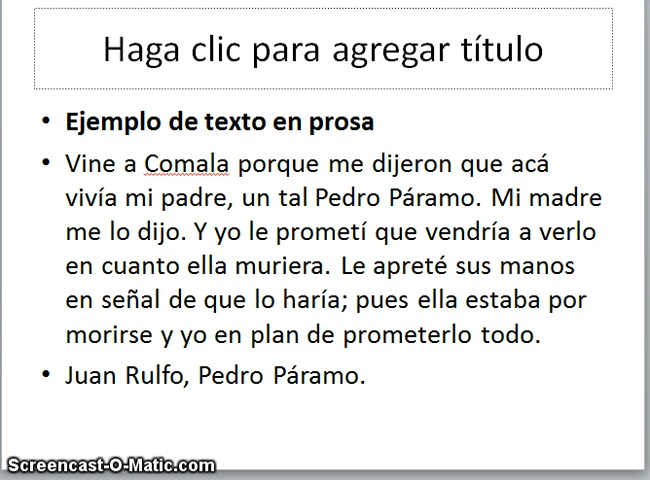 Haga clic para agregar título
• Ejemplo de texto en prosa
• Vine a Comala porque me dijeron que acá
vivía mi padre, un tal Pedro Páramo. Mi madre
me lo dijo. Y yo le prometí que vendría a verlo
en cuanto ella muriera. Le apreté sus manos
en señal de que lo haría; pues ella estaba por
morirse y yo en plan de prometerlo todo.
• Juan Rulfo, Pedro Páramo.
Screencast-O-Matic.com